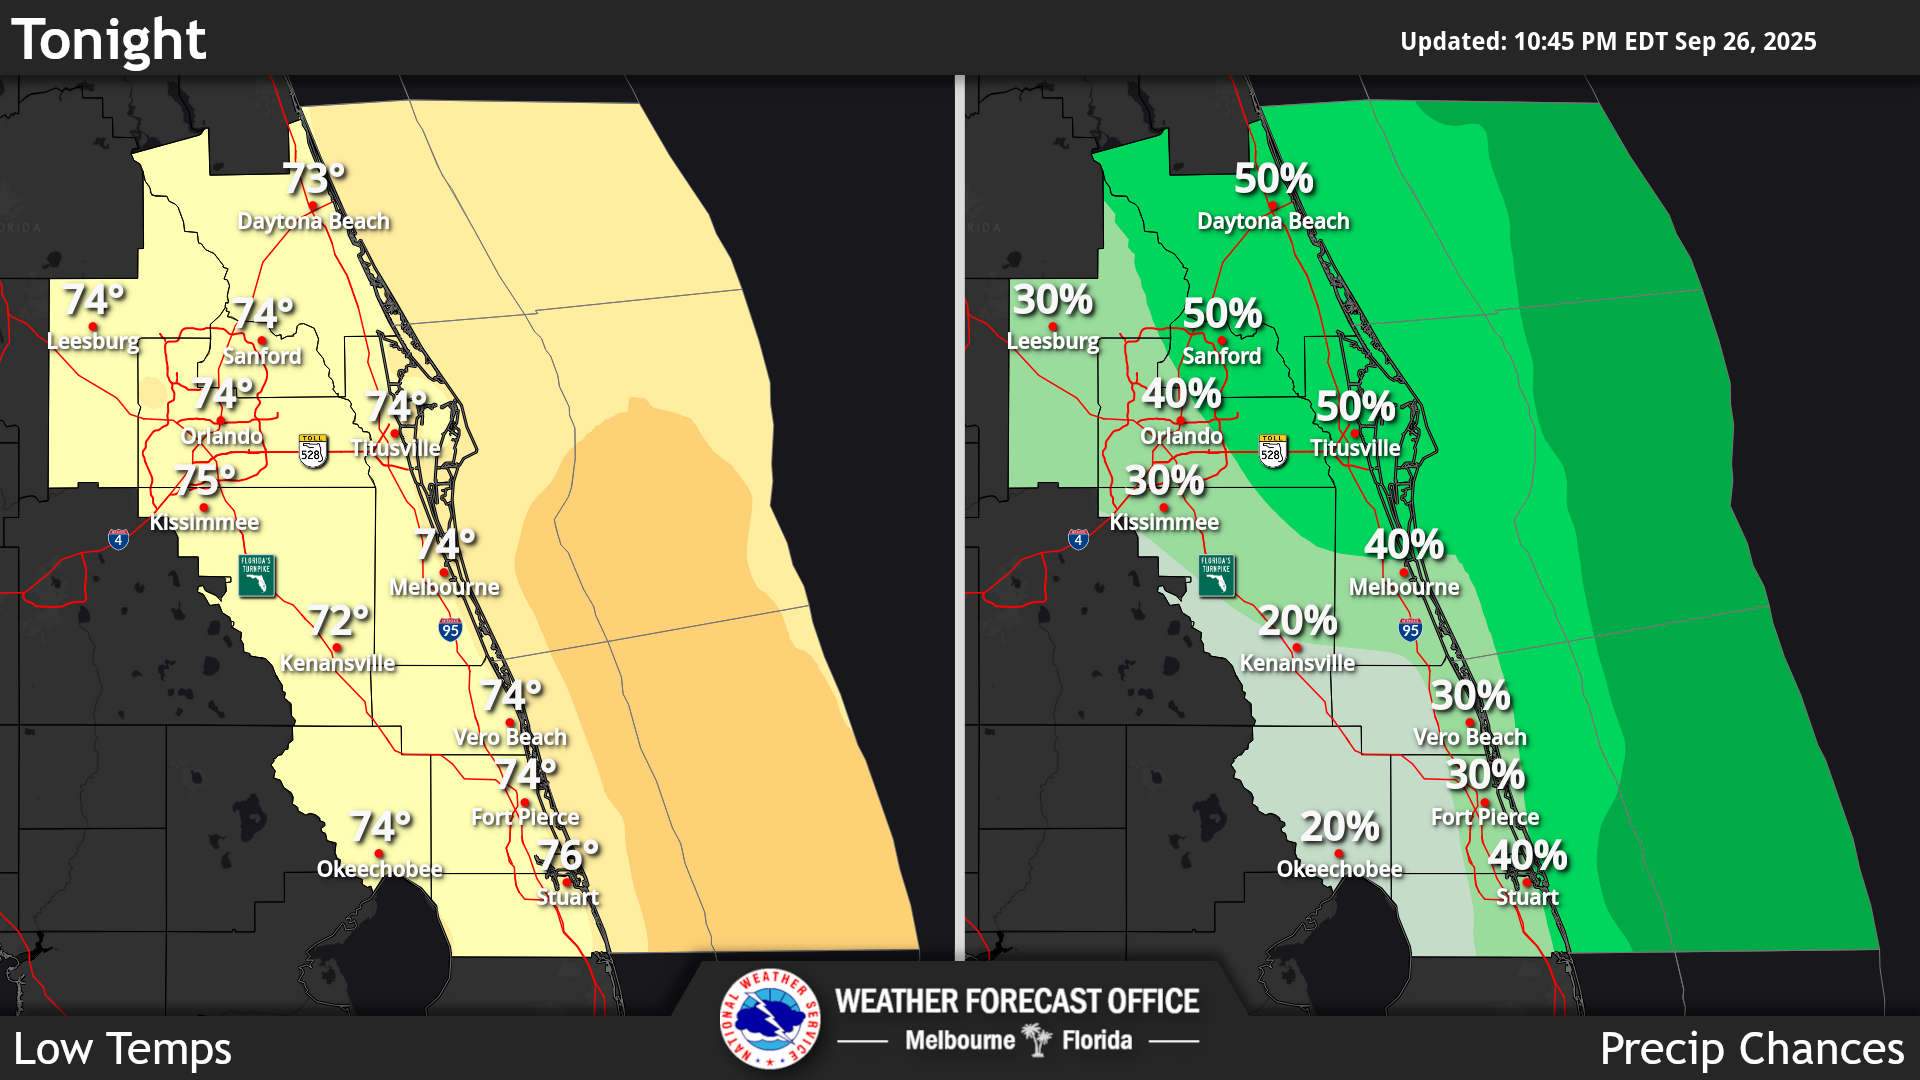 Tonight
Updated: 10:45 PM EDT Sep 26, 2025
73°
Daytona Beach
74°
Leesburg
74°
Sanford
74°
Orlando
74°
Titusville
TOLL
528
75°
Kissimmee
4
FLORIDA'S
TURNPIKE
74°
Melbourne
72°
Kenansville
95
74°
Vero Beach
74°
Fort Pierce
74°
Okeechobee
76°
Stuart
50%
Daytona Beach
RIDA
30%
Leesburg
50%
Sanford
40%
Orlando
50%
Titusville
TOLL
528
30%
Kissimmee
4
FLORIDA'S
TURNPIKE
40%
Melbourne
20%
Kenansville
95
30%
Vero Beach
30%
Fort Pierce
20%
Okeechobee
40%
Stuart
NATIONAL WEATHER SERVICE
WEATHER FORECAST OFFICE
Melbourne Florida
Low Temps
Precip Chances